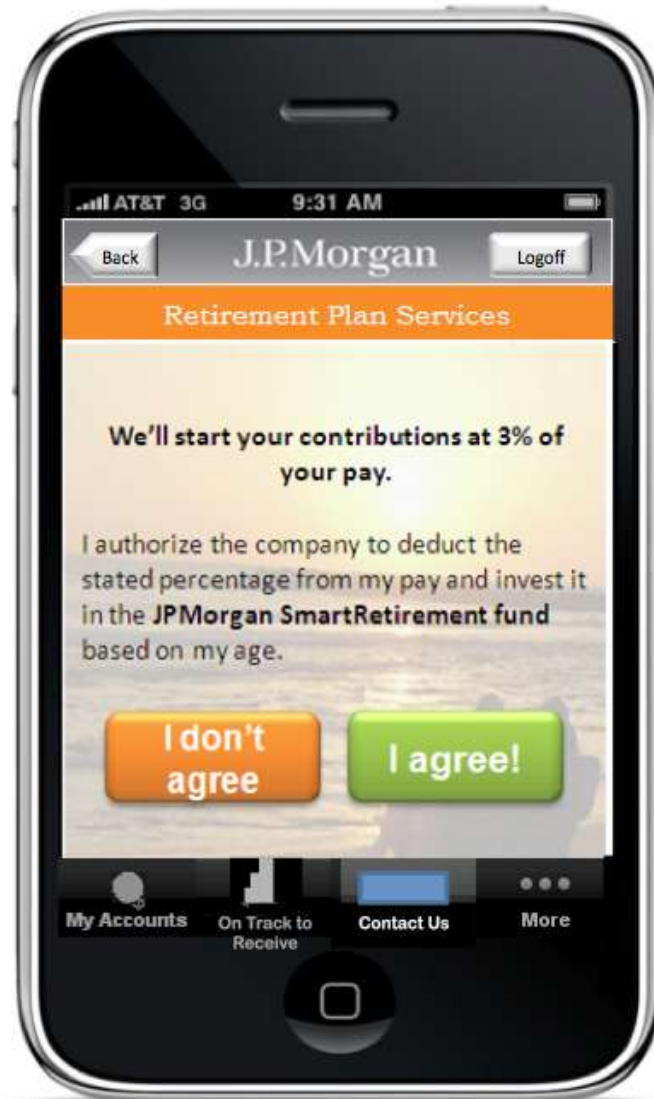 AT&T 3G 9:31 AM
Back J.P.Morgan Logoff
Retirement Plan Services
We'll start your contributions at 3% of
your pay.
I authorize the company to deduct the
stated percentage from my pay and invest it
in the JPMorgan SmartRetirement fund
based on my age.
I don't
agree
I agree!
My Accounts
On Track to
Receive
Contact Us
More